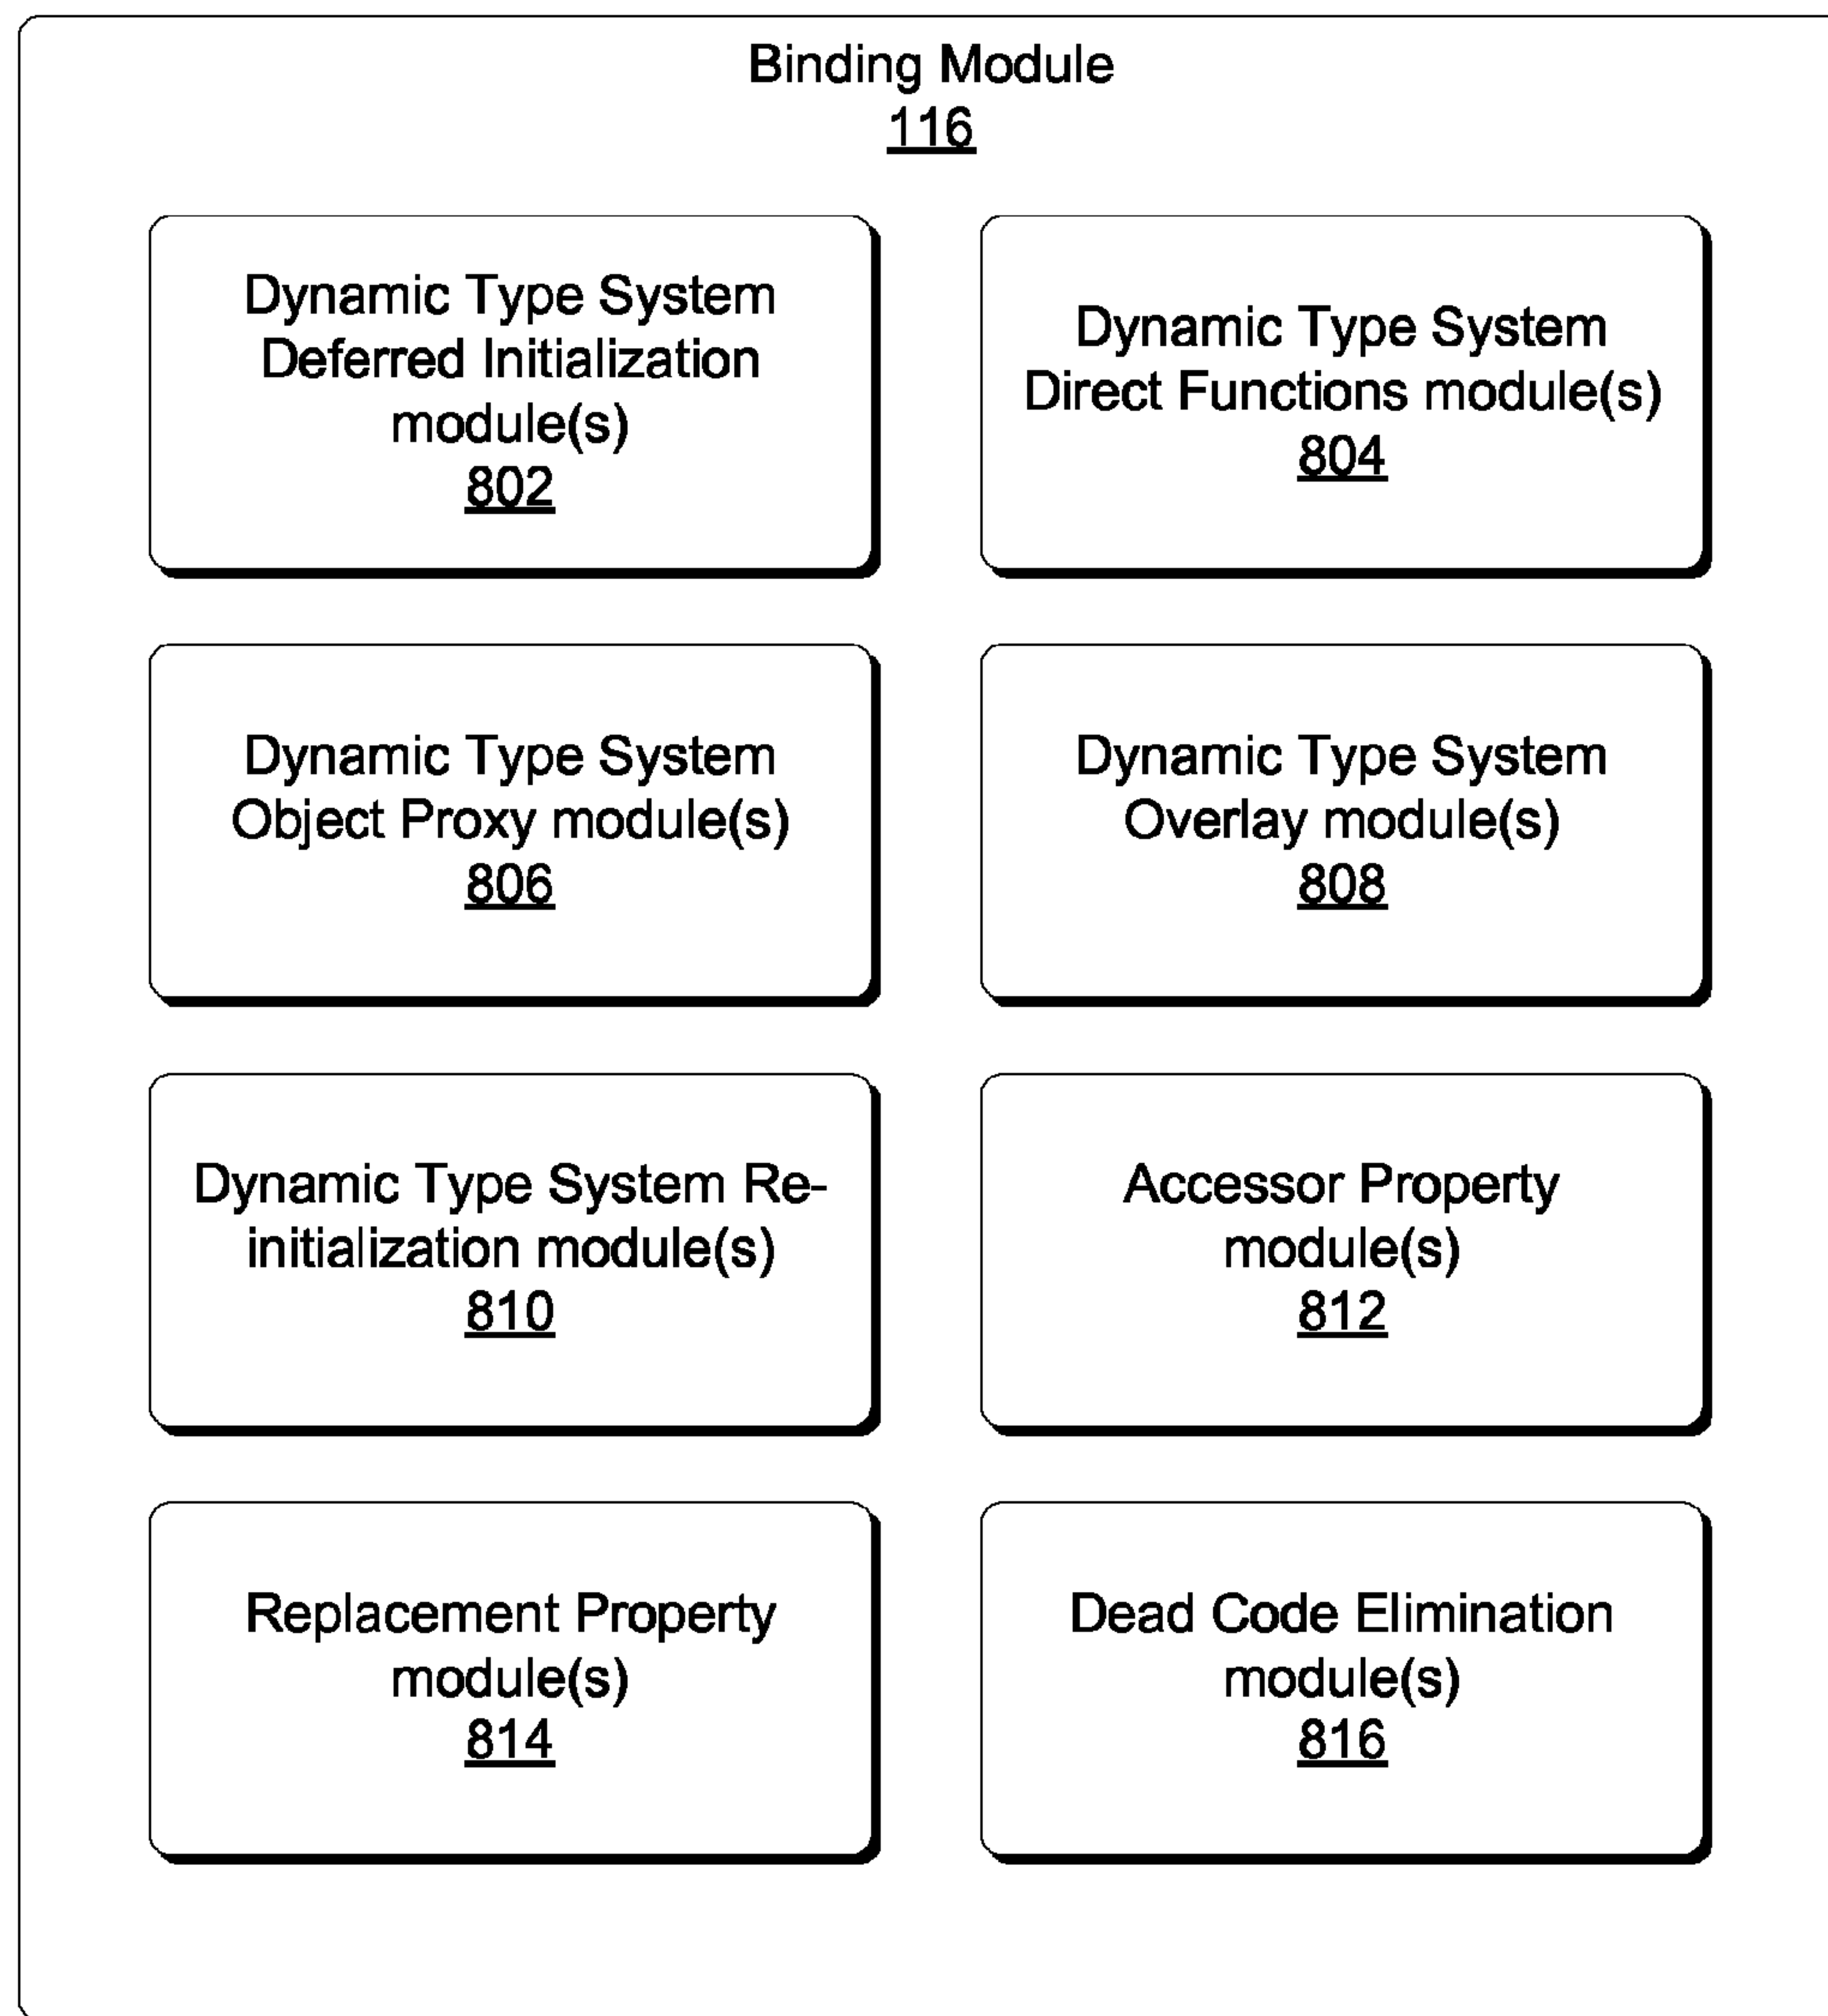 Binding Module
116
Dynamic Type System
Deferred Initialization
module(s)
802
Dynamic Type System
Direct Functions module(s)
804
Dynamic Type System
Object Proxy module(s)
806
Dynamic Type System
Overlay module(s)
808
Dynamic Type System Re-
initialization module(s)
810
Accessor Property
module(s)
812
Replacement Property
module(s)
814
Dead Code Elimination
module(s)
816